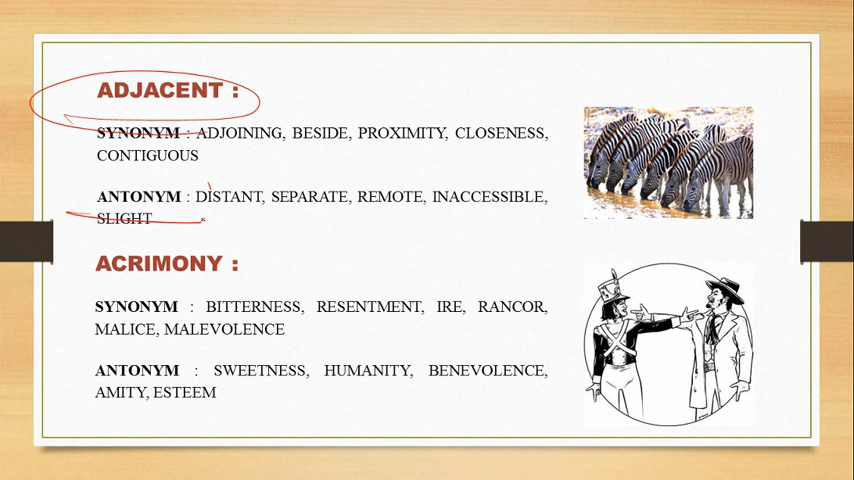 ADJACENT :
SYNONYM : ADJOINING, BESIDE, PROXIMITY, CLOSENESS,
CONTIGUOUS
ANTONYM : DISTANT, SEPARATE, REMOTE, INACCESSIBLE,
SLIGHT
ACRIMONY :
SYNONYM : BITTERNESS, RESENTMENT, IRE, RANCOR,
MALICE, MALEVOLENCE
ANTONYM : SWEETNESS, HUMANITY, BENEVOLENCE,
AMITY, ESTEEM